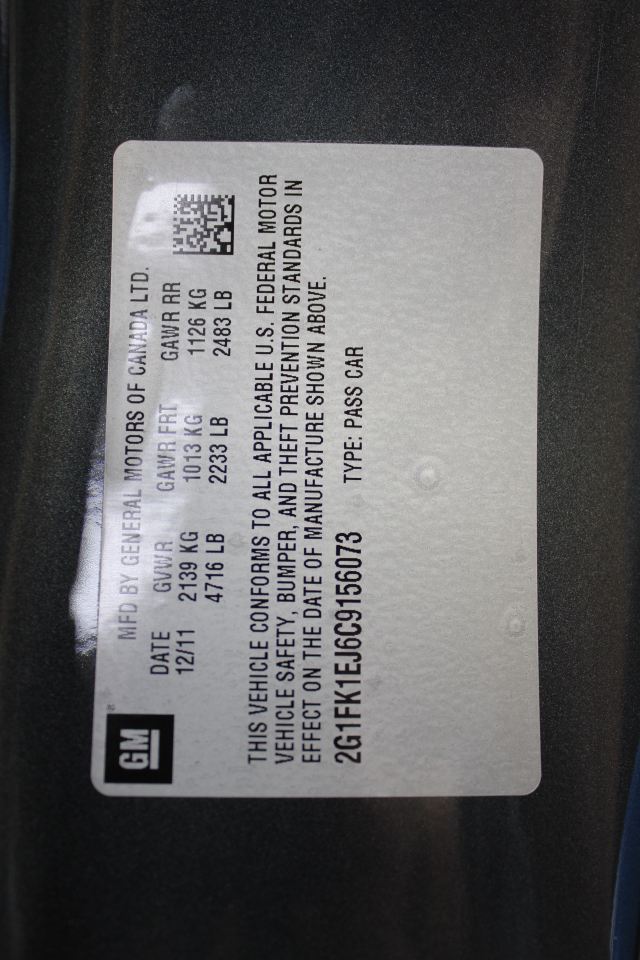 GM
MFD BY GENERAL MOTORS OF CANADA LTD.
DATE GVWR GAWR FRT GAWR RR
12/11 2139 KG 1013 KG 1126 KG
4716 LB 2233 LB 2483 LB
THIS VEHICLE CONFORMS TO ALL APPLICABLE U.S. FEDERAL MOTOR
VEHICLE SAFETY, BUMPER, AND THEFT PREVENTION STANDARDS IN
EFFECT ON THE DATE OF MANUFACTURE SHOWN ABOVE.
2G1FK1EJ6C9156073 TYPE: PASS CAR